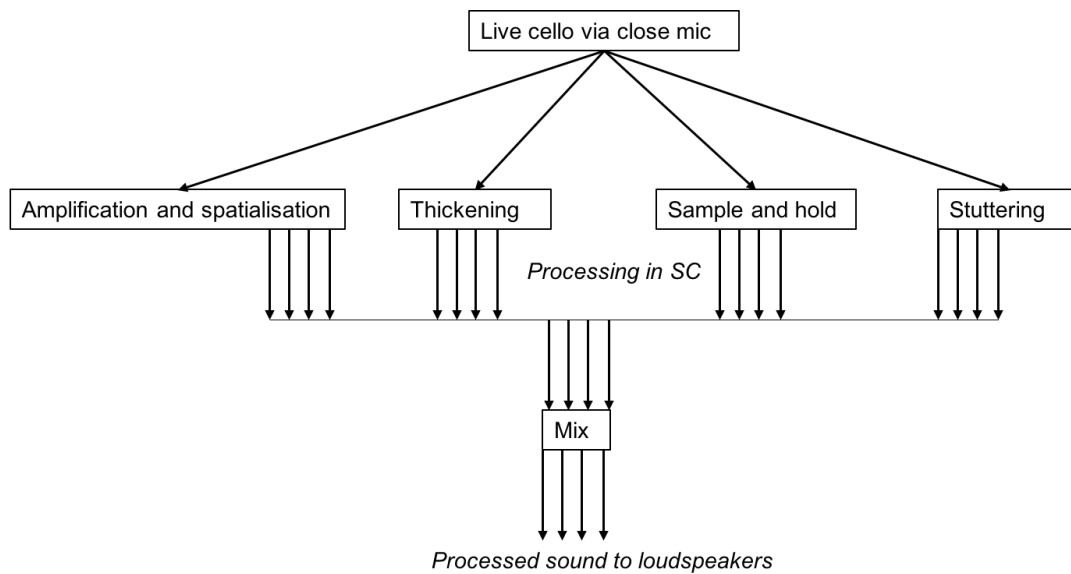 Live cello via close mic
Amplification and spatialisation
Thickening
Sample and hold
Stuttering
Processing in SC
Mix
Processed sound to loudspeakers